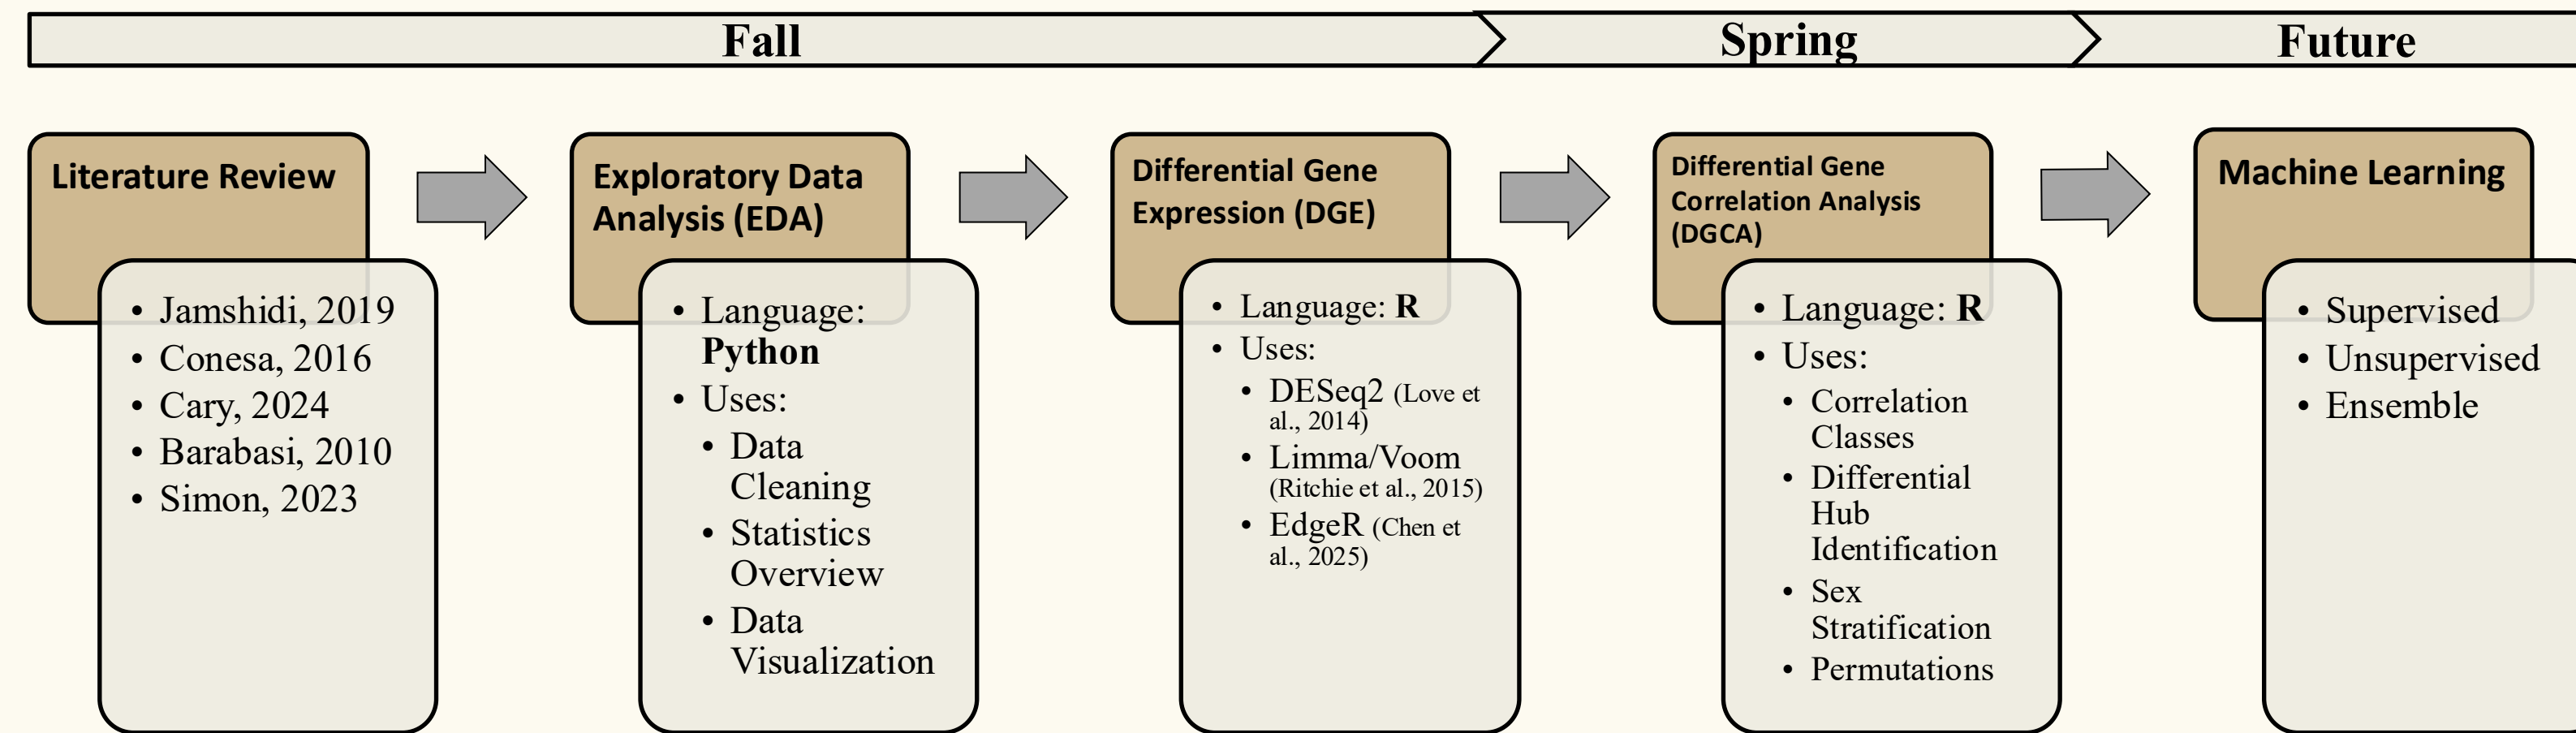 Fall
Spring
Future
Literature Review
• Jamshidi, 2019
• Conesa, 2016
• Cary, 2024
• Barabasi, 2010
• Simon, 2023
Exploratory Data
Analysis (EDA)
• Language:
Python
• Uses:
• Data
Cleaning
• Statistics
Overview
• Data
Visualization
Differential Gene
Expression (DGE)
• Language: R
• Uses:
• DESeq2 (Love et
al., 2014)
• Limma/Voom
(Ritchie et al., 2015)
• EdgeR (Chen et
al., 2025)
Differential Gene
Correlation Analysis
(DGCA)
• Language: R
• Uses:
• Correlation
Classes
• Differential
Hub
Identification
• Sex
Stratification
• Permutations
Machine Learning
• Supervised
• Unsupervised
• Ensemble